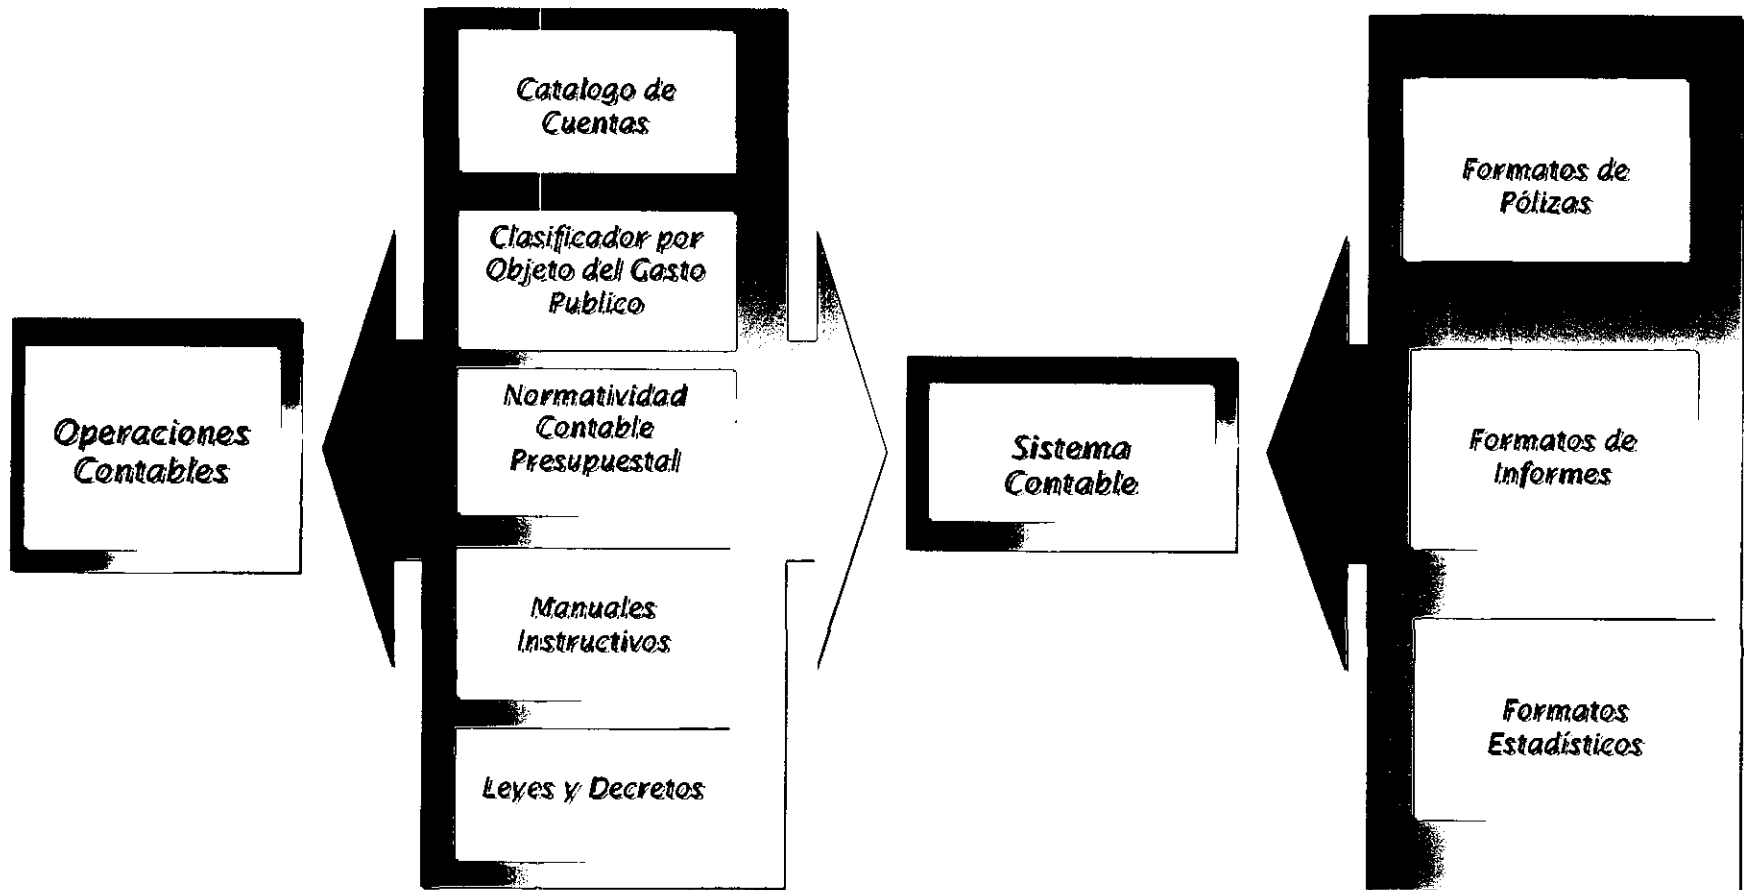 Operaciones
Contables
Catalogo de
Cuentas
Clasificador por
Objeto del Gasto
Publico
Normatividad
Contable
Presupuestal
Manuales
Instructivos
Leyes y Decretos
Sistema
Contable
Formatos de
Pólizas
Formatos de
Informes
Formatos
Estadísticos